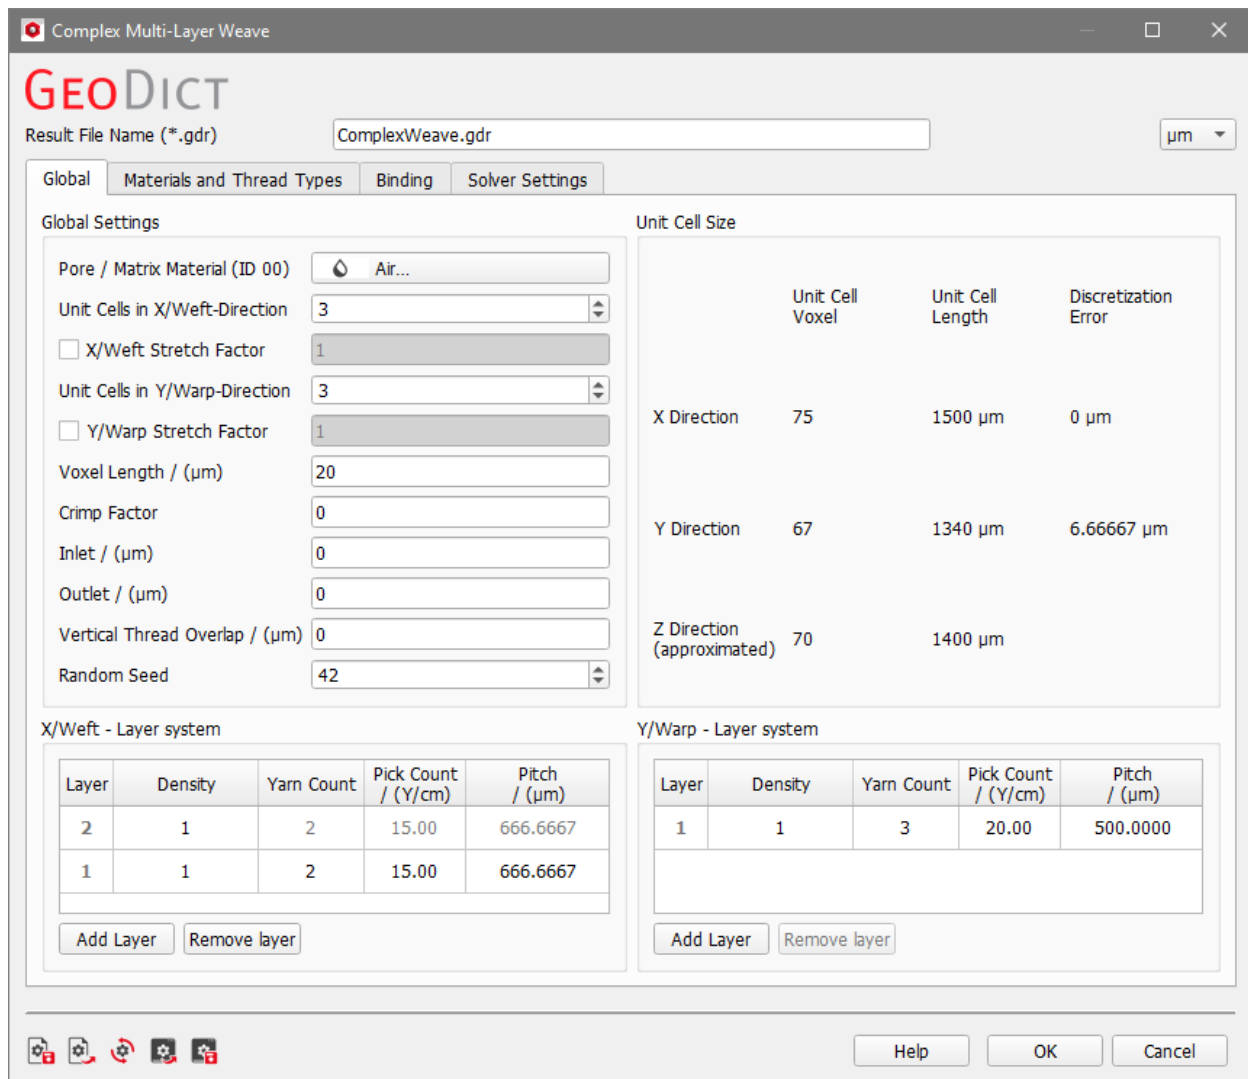 Complex Multi-Layer Weave
GEODICT
Result File Name (*.gdr) ComplexWeave.gdr µm
Global Materials and Thread Types Binding Solver Settings
Global Settings
Pore / Matrix Material (ID 00) Air...
Unit Cells in X/Weft-Direction 3
X/Weft Stretch Factor 1
Unit Cells in Y/Warp-Direction 3
Y/Warp Stretch Factor 1
Voxel Length / (µm) 20
Crimp Factor 0
Inlet / (µm) 0
Outlet / (µm) 0
Vertical Thread Overlap / (µm) 0
Random Seed 42
Unit Cell Size
Unit Cell Voxel Unit Cell Length Discretization Error
X Direction 75 1500 µm 0 µm
Y Direction 67 1340 µm 6.66667 µm
Z Direction (approximated) 70 1400 µm
X/Weft - Layer system
Layer Density Yarn Count Pick Count / (Y/cm) Pitch / (µm)
2 1 2 15.00 666.6667
1 1 2 15.00 666.6667
Add Layer Remove layer
Y/Warp - Layer system
Layer Density Yarn Count Pick Count / (Y/cm) Pitch / (µm)
1 1 3 20.00 500.0000
Add Layer Remove layer
Help OK Cancel